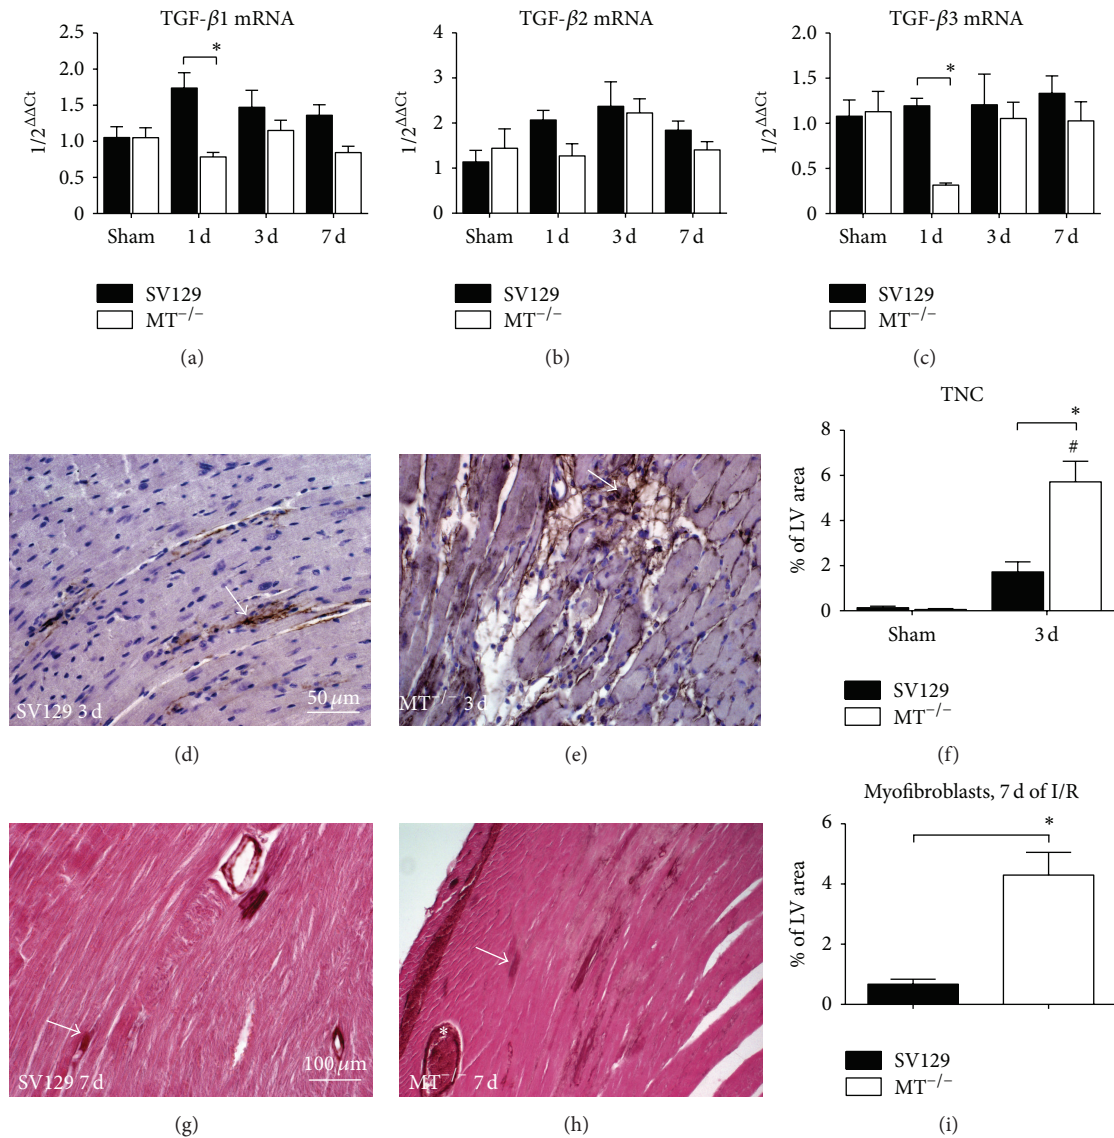 TGF-β1 mRNA
1/2^ΔΔCt
2.5
2.0
1.5
1.0
0.5
0
*
Sham 1 d 3 d 7 d
SV129
MT−/−
(a)
TGF-β2 mRNA
1/2^ΔΔCt
4
3
2
1
0
Sham 1 d 3 d 7 d
SV129
MT−/−
(b)
TGF-β3 mRNA
1/2^ΔΔCt
2.0
1.5
1.0
0.5
0
*
Sham 1 d 3 d 7 d
SV129
MT−/−
(c)
SV129 3 d
50 μm
(d)
MT−/− 3 d
(e)
TNC
% of LV area
8
6
4
2
0
*
#
Sham 3 d
SV129
MT−/−
(f)
SV129 7 d
100 μm
(g)
*
MT−/− 7 d
(h)
Myofibroblasts, 7 d of I/R
% of LV area
6
4
2
0
*
SV129
MT−/−
(i)